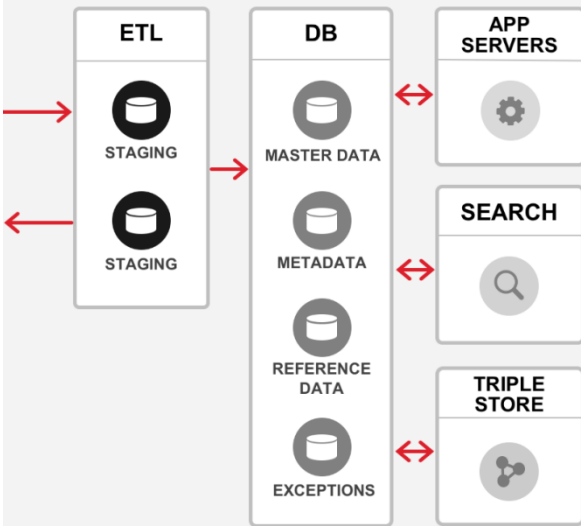 ETL
STAGING
STAGING
DB
MASTER DATA
METADATA
REFERENCE
DATA
EXCEPTIONS
APP
SERVERS
SEARCH
TRIPLE
STORE